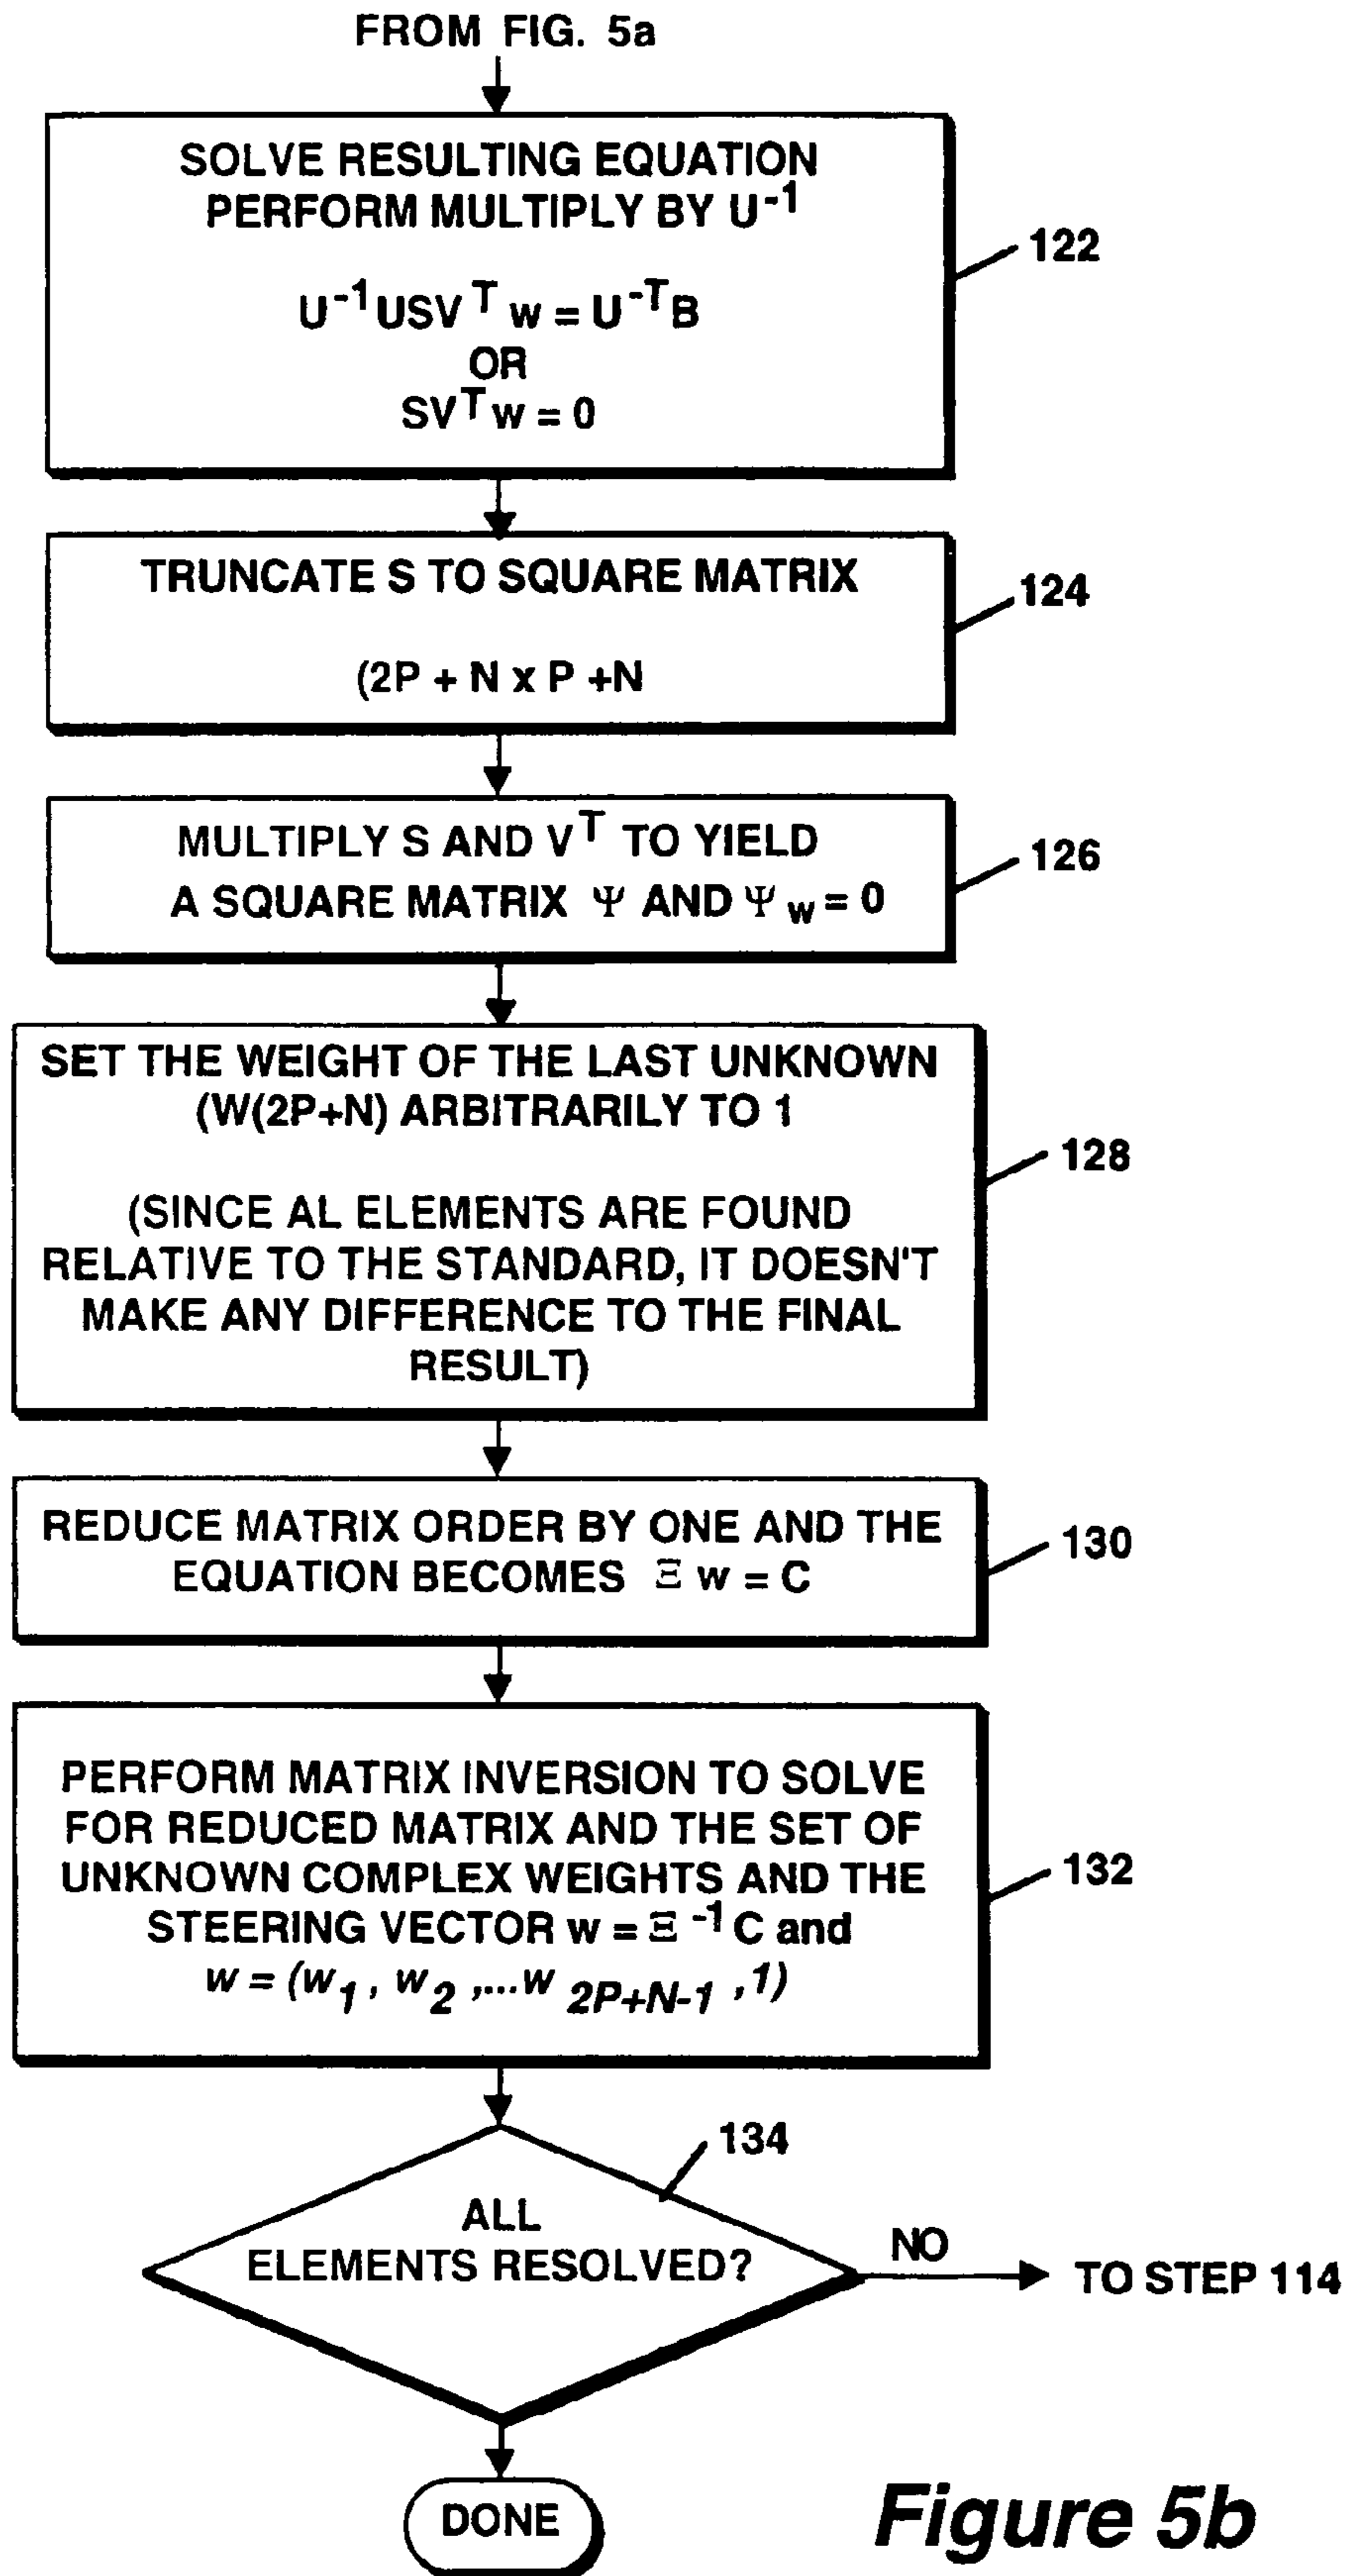 FROM FIG. 5a
SOLVE RESULTING EQUATION
PERFORM MULTIPLY BY U⁻¹
U⁻¹USVᵀ w = U⁻ᵀB
OR
SVᵀw = 0
122
TRUNCATE S TO SQUARE MATRIX
(2P + N x P +N
124
MULTIPLY S AND Vᵀ TO YIELD
A SQUARE MATRIX Ψ AND Ψ w = 0
126
SET THE WEIGHT OF THE LAST UNKNOWN
(W(2P+N) ARBITRARILY TO 1
(SINCE AL ELEMENTS ARE FOUND
RELATIVE TO THE STANDARD, IT DOESN'T
MAKE ANY DIFFERENCE TO THE FINAL
RESULT)
128
REDUCE MATRIX ORDER BY ONE AND THE
EQUATION BECOMES Ξ w = C
130
PERFORM MATRIX INVERSION TO SOLVE
FOR REDUCED MATRIX AND THE SET OF
UNKNOWN COMPLEX WEIGHTS AND THE
STEERING VECTOR w = Ξ⁻¹ C and
w = (w₁, w₂,...w 2P+N-1 ,1)
132
134
ALL
ELEMENTS RESOLVED?
NO
TO STEP 114
DONE
Figure 5b